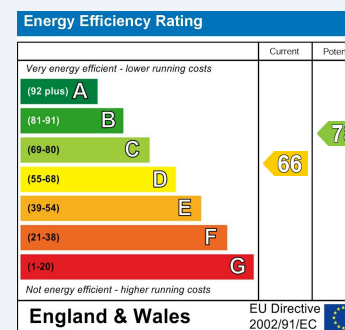 Energy Efficiency Rating
Current
Very energy efficient - lower running costs
(92 plus) A
(81-91) B
(69-80) C
(55-68) D
(39-54) E
(21-38) F
(1-20) G
66
Not energy efficient - higher running costs
England & Wales
EU Directive
2002/91/EC